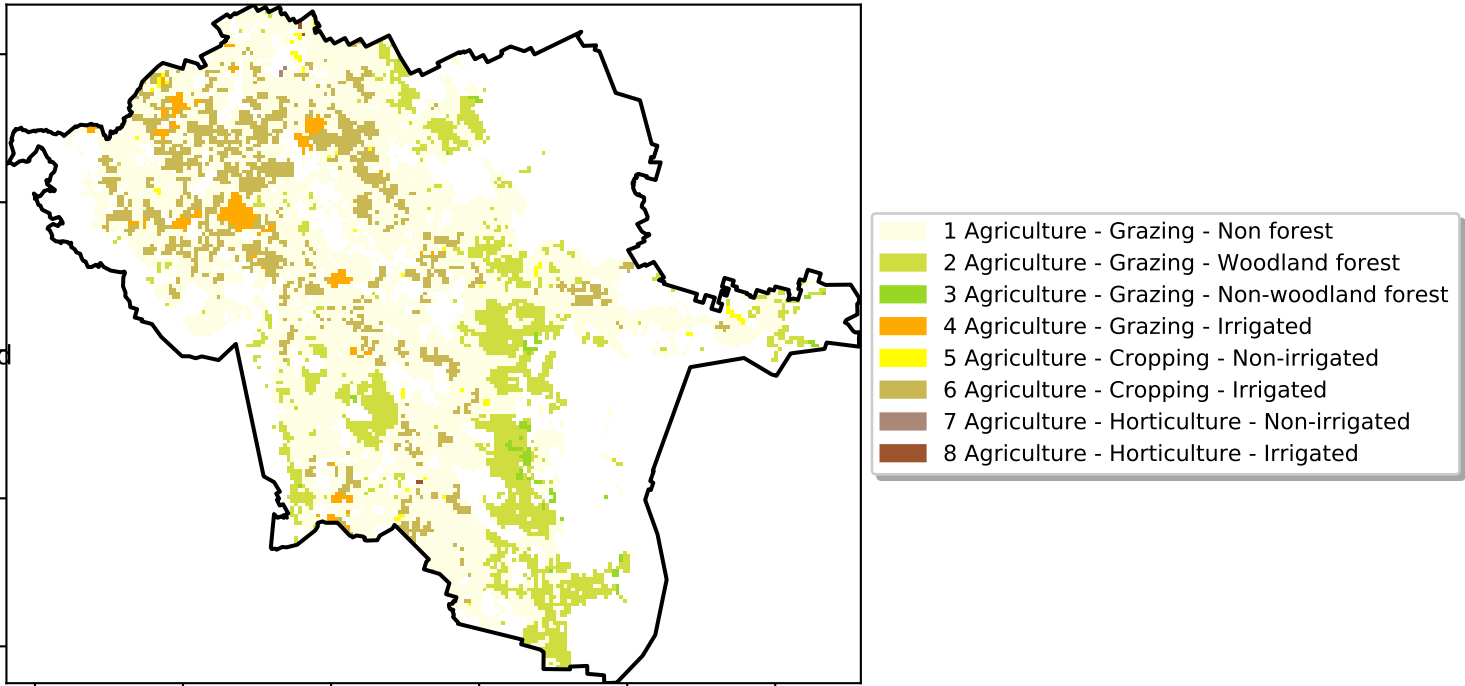 1 Agriculture - Grazing - Non forest
2 Agriculture - Grazing - Woodland forest
3 Agriculture - Grazing - Non-woodland forest
4 Agriculture - Grazing - Irrigated
5 Agriculture - Cropping - Non-irrigated
6 Agriculture - Cropping - Irrigated
7 Agriculture - Horticulture - Non-irrigated
8 Agriculture - Horticulture - Irrigated